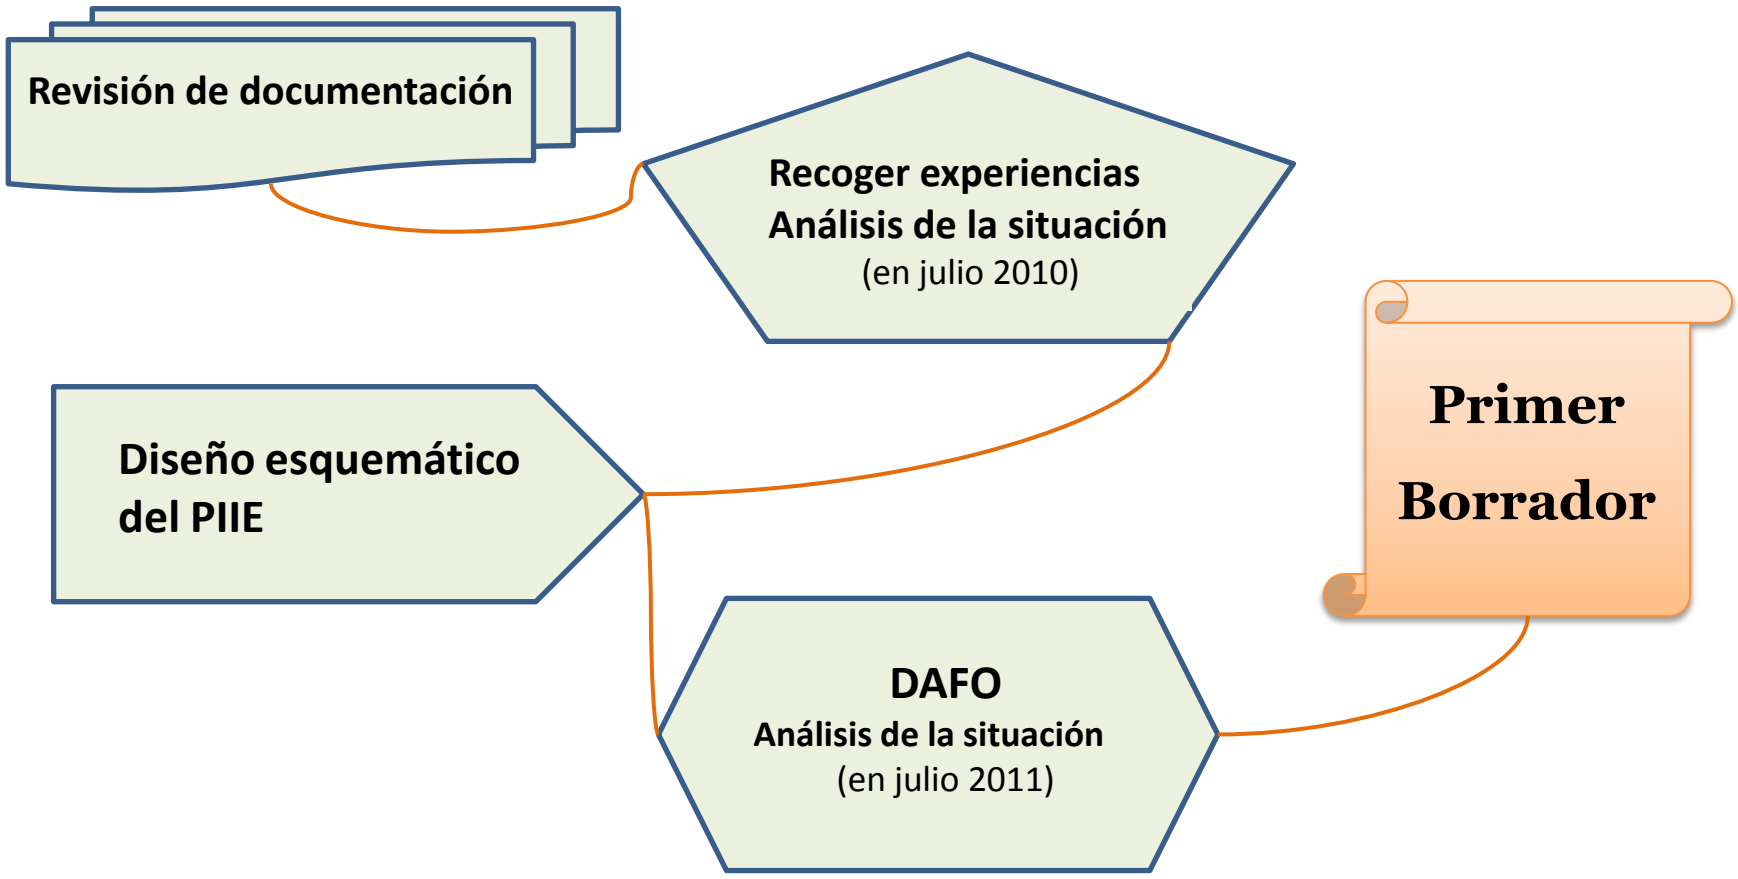 Revisión de documentación
Recoger experiencias
Análisis de la situación
(en julio 2010)
Diseño esquemático
del PIIE
DAFO
Análisis de la situación
(en julio 2011)
Primer
Borrador